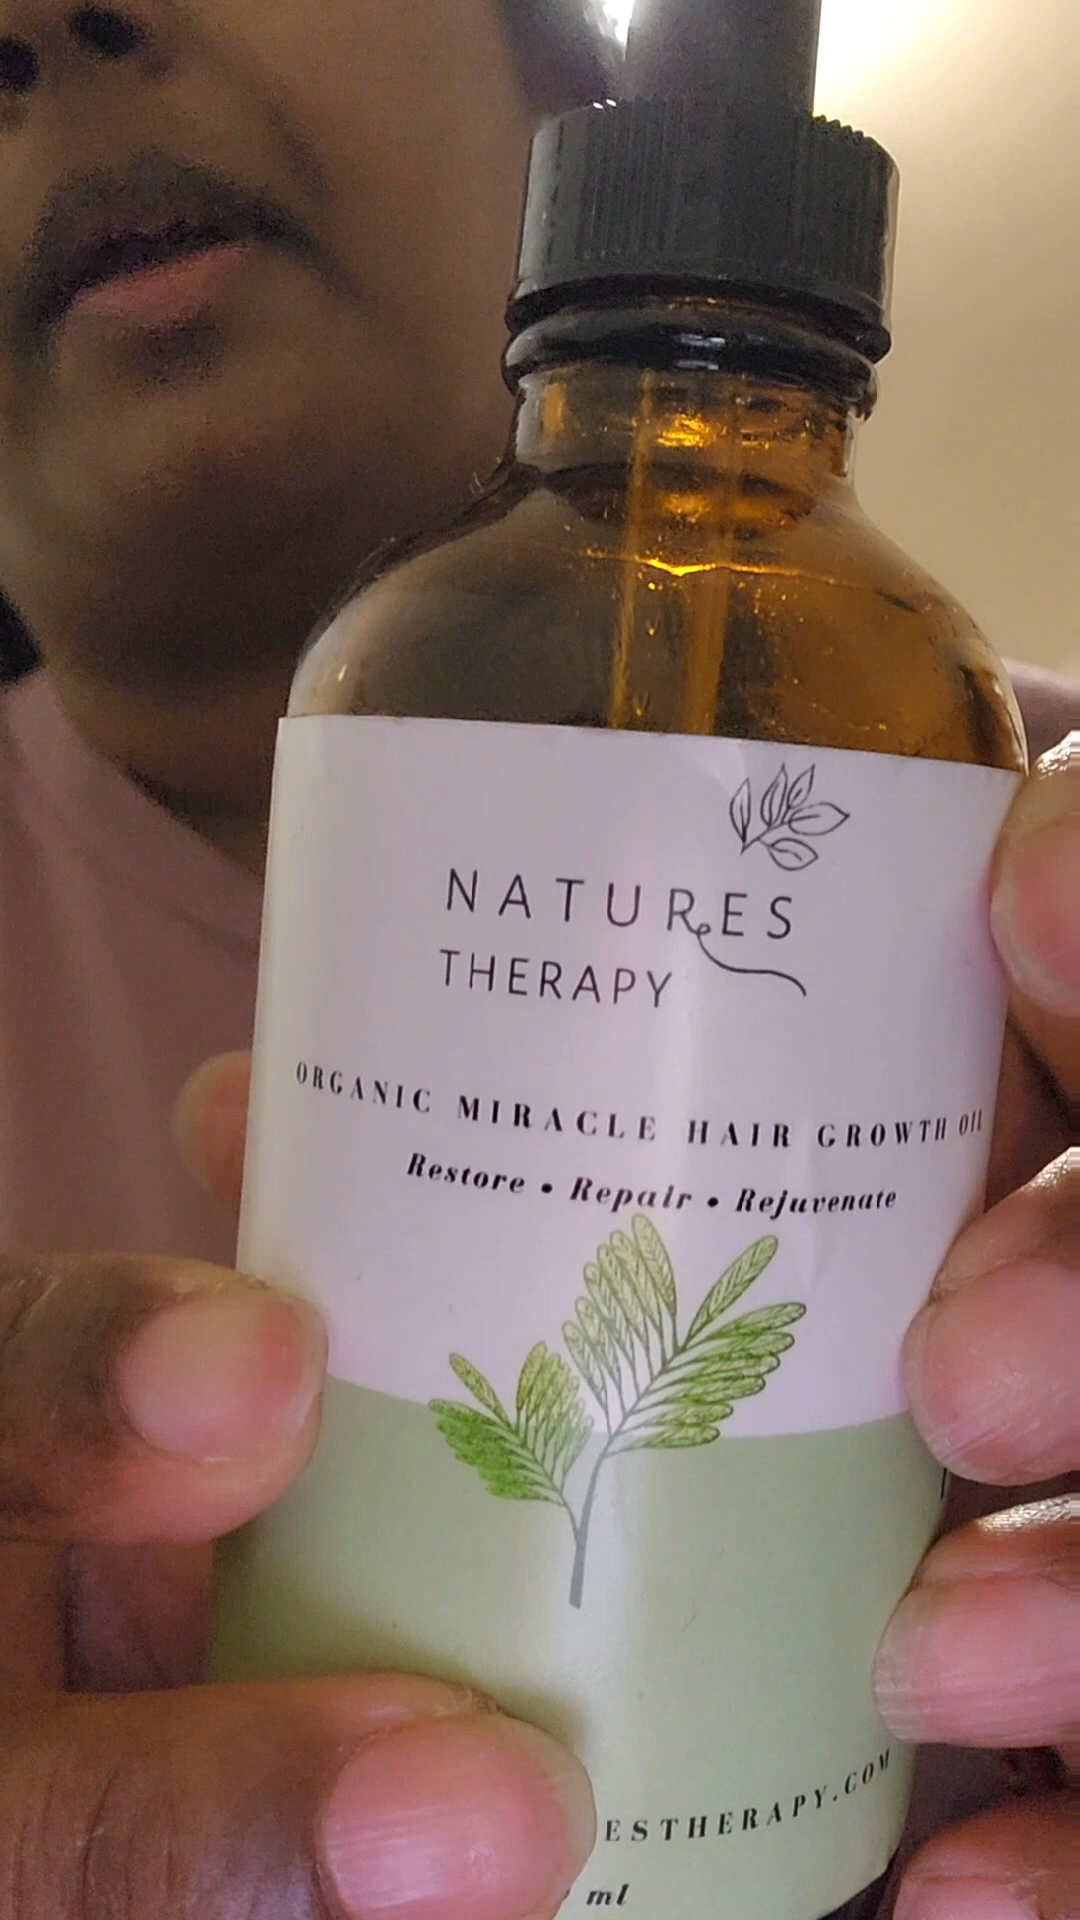 NATURES
THERAPY
ORGANIC MIRACLE HAIR GROWTH OIL
Restore • Repair • Rejuvenate
ESTHERAPY.COM
ml